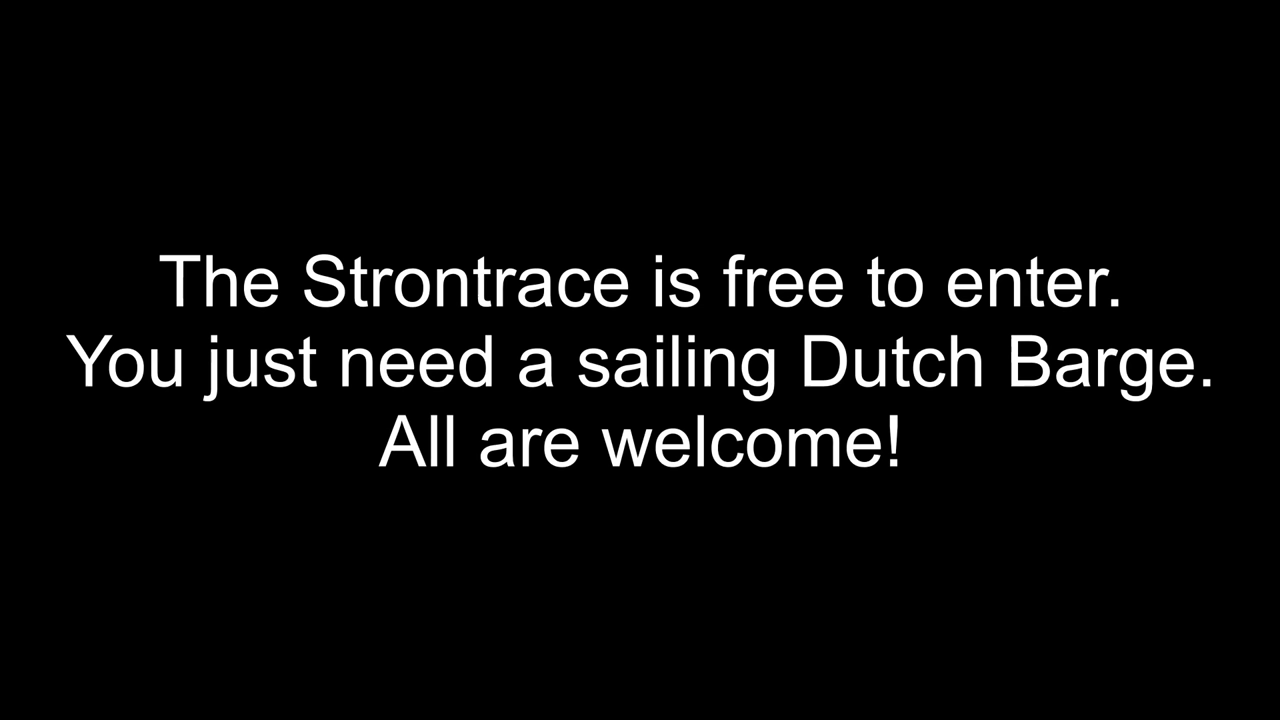 The Strontrace is free to enter.
You just need a sailing Dutch Barge.
All are welcome!